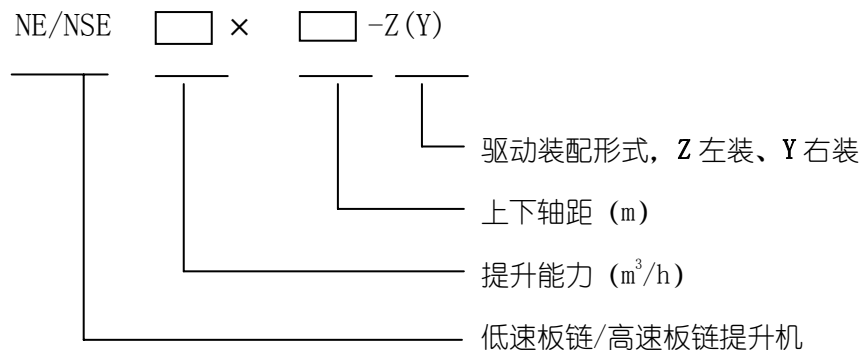 NE/NSE □ × □ -Z(Y)
驱动装配形式，Z 左装、Y 右装
上下轴距 (m)
提升能力 (m³/h)
低速板链/高速板链提升机